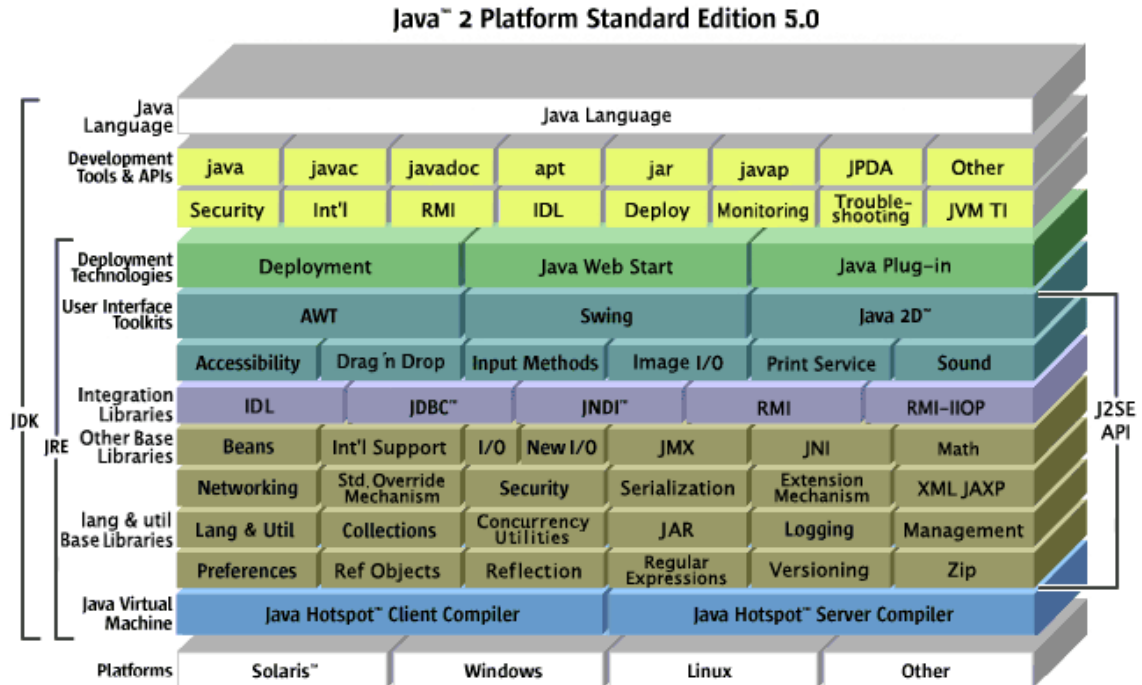 Java™ 2 Platform Standard Edition 5.0
Java
Language
Java Language
Development
Tools & APIs
java javac javadoc apt jar javap JPDA Other
Security Int'l RMI IDL Deploy Monitoring Trouble-
shooting JVM TI
Deployment
Technologies
Deployment Java Web Start Java Plug-in
User Interface
Toolkits
AWT Swing Java 2D™
Accessibility Drag'n Drop Input Methods Image I/O Print Service Sound
Integration
Libraries
IDL JDBC™ JNDI™ RMI RMI-IIOP
JDK
JRE
J2SE
API
Other Base
Libraries
Beans Int'l Support I/O New I/O JMX JNI Math
Networking Std. Override
Mechanism Security Serialization Extension
Mechanism XML JAXP
lang & util
Base Libraries
Lang & Util Collections Concurrency
Utilities JAR Logging Management
Preferences Ref Objects Reflection Regular
Expressions Versioning Zip
Java Virtual
Machine
Java Hotspot™ Client Compiler Java Hotspot™ Server Compiler
Platforms
Solaris™ Windows Linux Other